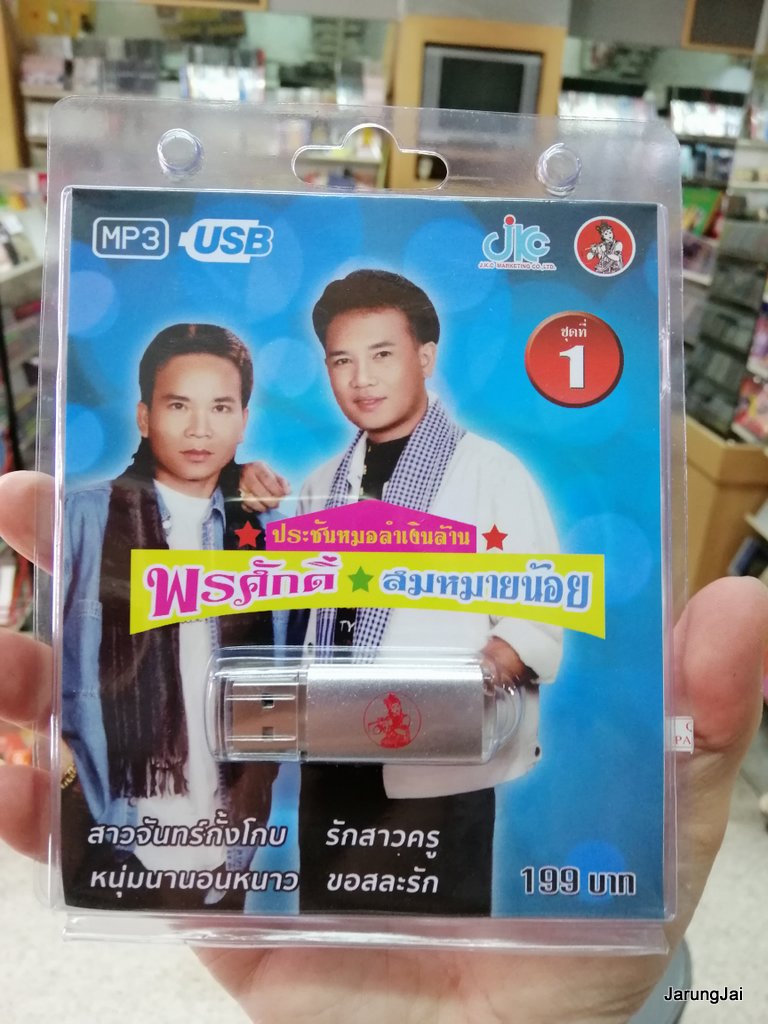 MP3 USB
JKC
J.K.C MARKETING CO.,LTD.
ชุดที่
1
ประชันหมอลำเงินล้าน
พรศักดิ์ สมหมายน้อย
TY
สาวจันทร์กั้งโกบ รักสาวครู
หนุ่มนานอนหนาว ขอสละรัก
199 บาท
JarungJai